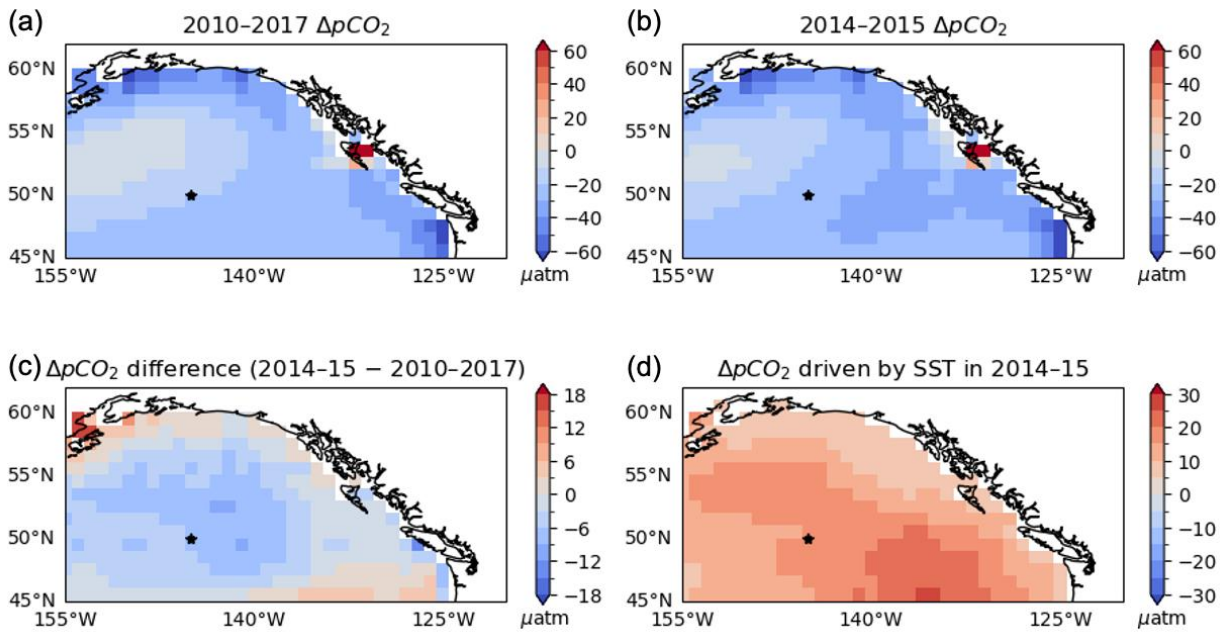 (a) 2010–2017 ΔpCO₂
60°N
55°N
50°N
45°N
155°W 140°W 125°W
60
40
20
0
−20
−40
−60
μatm
(b) 2014–2015 ΔpCO₂
60°N
55°N
50°N
45°N
155°W 140°W 125°W
60
40
20
0
−20
−40
−60
μatm
(c) ΔpCO₂ difference (2014–15 − 2010–2017)
60°N
55°N
50°N
45°N
155°W 140°W 125°W
18
12
6
0
−6
−12
−18
μatm
(d) ΔpCO₂ driven by SST in 2014–15
60°N
55°N
50°N
45°N
155°W 140°W 125°W
30
20
10
0
−10
−20
−30
μatm